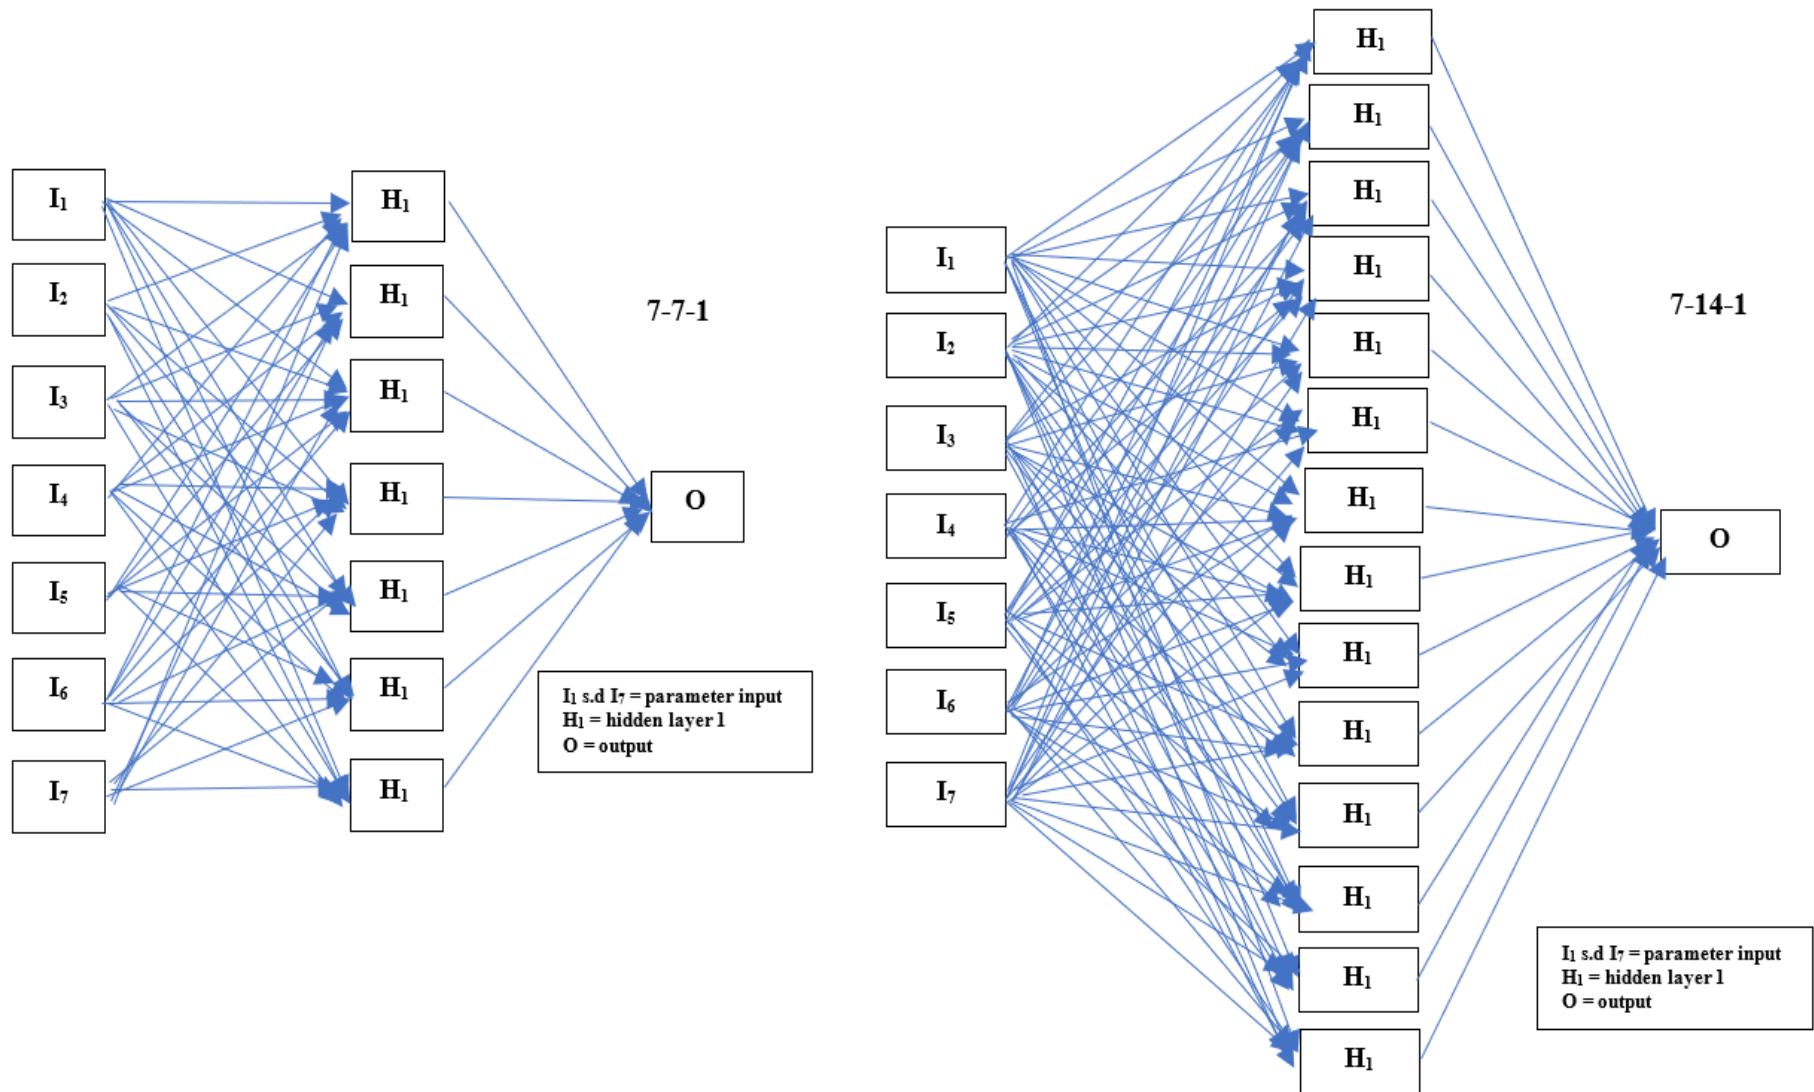 I₁
I₂
I₃
I₄
I₅
I₆
I₇
H₁
H₁
H₁
H₁
H₁
H₁
H₁
O
7-7-1
I₁ s.d I₇ = parameter input
H₁ = hidden layer 1
O = output
I₁
I₂
I₃
I₄
I₅
I₆
I₇
H₁
H₁
H₁
H₁
H₁
H₁
H₁
H₁
H₁
H₁
H₁
H₁
H₁
H₁
O
7-14-1
I₁ s.d I₇ = parameter input
H₁ = hidden layer 1
O = output